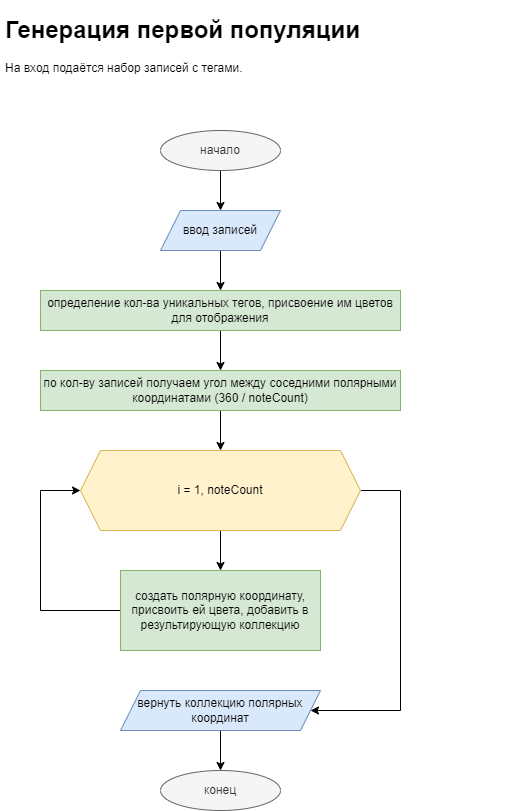 Генерация первой популяции
На вход подаётся набор записей с тегами.
начало
ввод записей
определение кол-ва уникальных тегов, присвоение им цветов
для отображения
по кол-ву записей получаем угол между соседними полярными
координатами (360 / noteCount)
i = 1, noteCount
создать полярную координату,
присвоить ей цвета, добавить в
результирующую коллекцию
вернуть коллекцию полярных
координат
конец